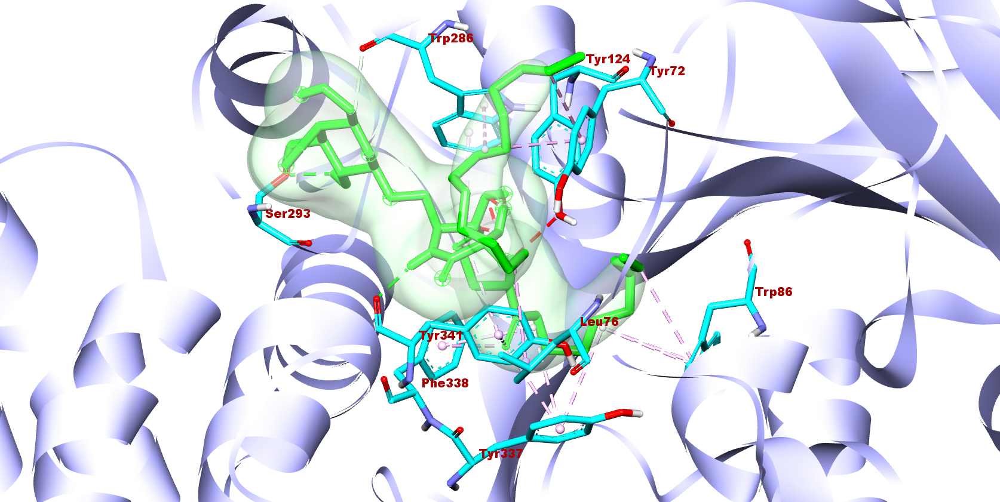 Trp286
Tyr124
Tyr72
Ser293
Trp86
Leu76
Tyr341
Phe338
Tyr337